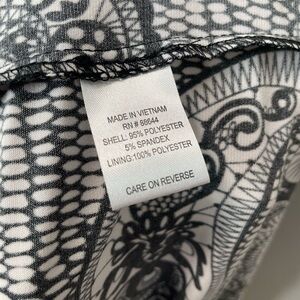 MADE IN VIETNAM
RN # 88644
SHELL: 95% POLYESTER
5% SPANDEX
LINING:100% POLYESTER
CARE ON REVERSE